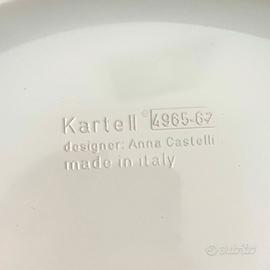 Kartell © 4965-67
designer: Anna Castelli
made in italy
subito